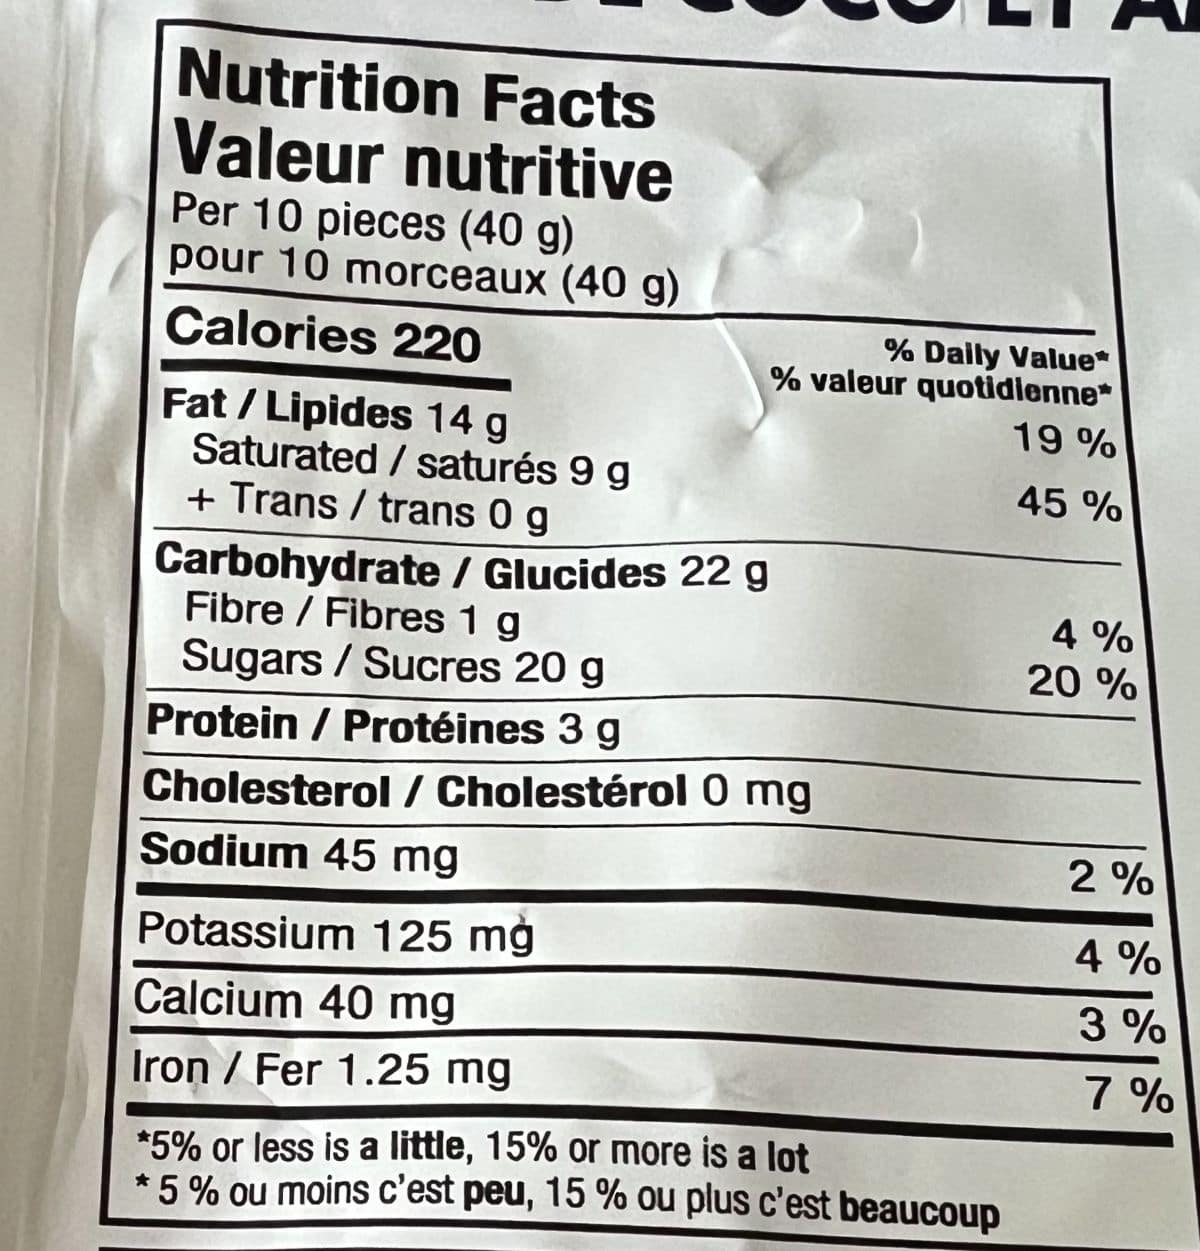 COCO ET
Nutrition Facts
Valeur nutritive
Per 10 pieces (40 g)
pour 10 morceaux (40 g)
Calories 220
% Daily Value*
% valeur quotidienne*
Fat / Lipides 14 g 19 %
Saturated / saturés 9 g
+ Trans / trans 0 g 45 %
Carbohydrate / Glucides 22 g
Fibre / Fibres 1 g 4 %
Sugars / Sucres 20 g 20 %
Protein / Protéines 3 g
Cholesterol / Cholestérol 0 mg
Sodium 45 mg 2 %
Potassium 125 mg 4 %
Calcium 40 mg 3 %
Iron / Fer 1.25 mg 7 %
*5% or less is a little, 15% or more is a lot
* 5 % ou moins c'est peu, 15 % ou plus c'est beaucoup